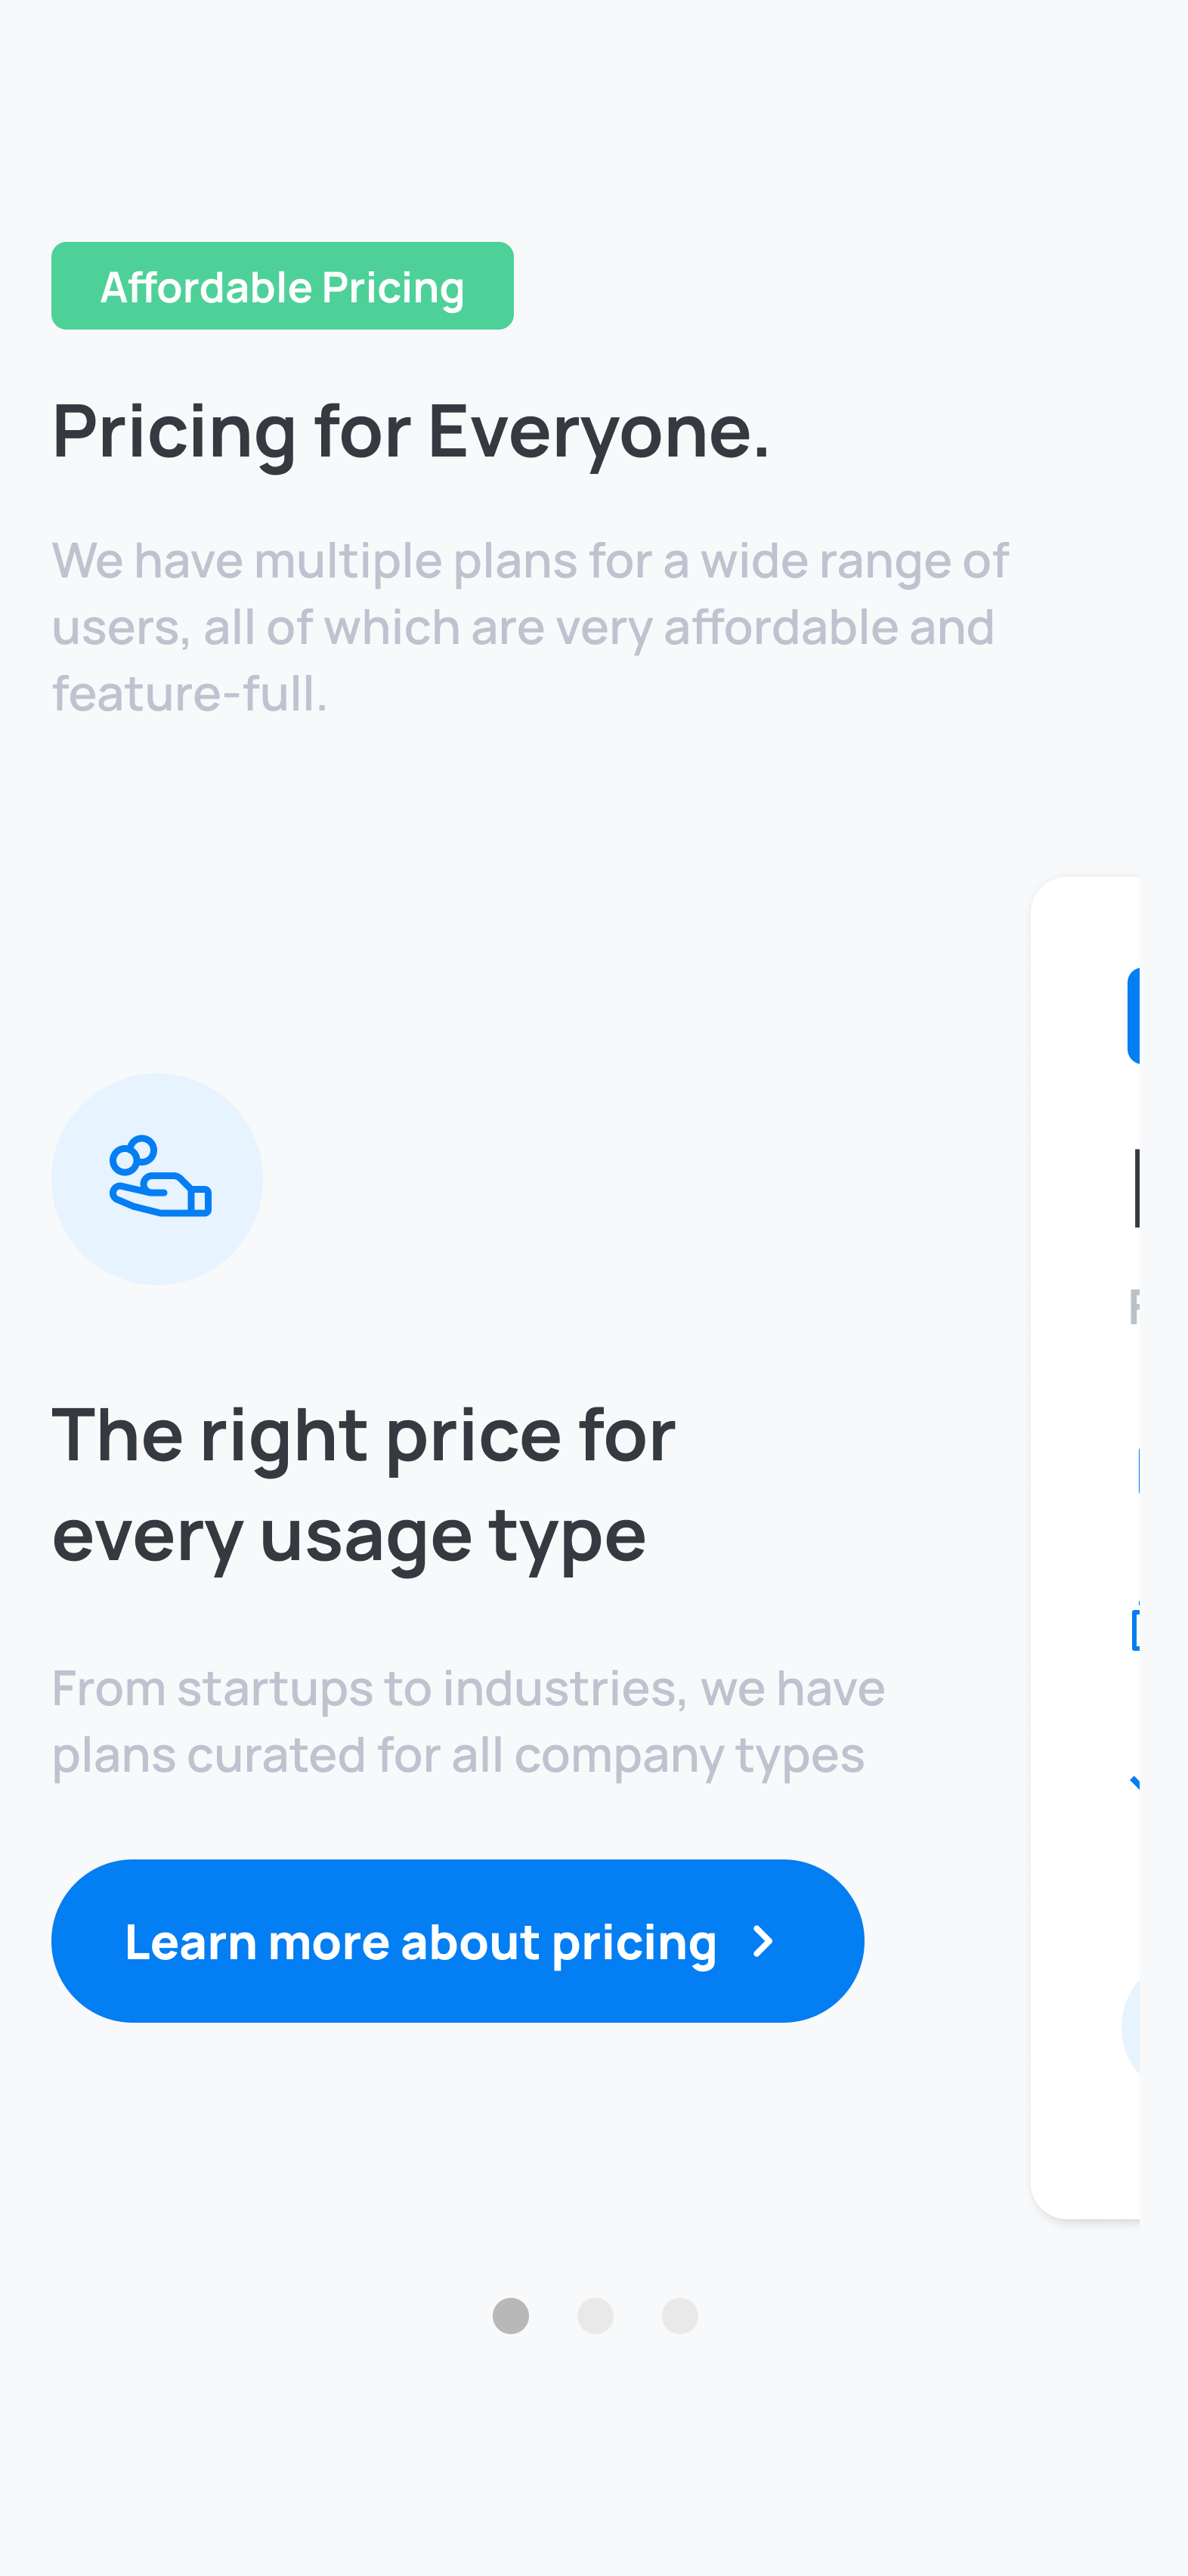 Affordable Pricing
Pricing for Everyone.
We have multiple plans for a wide range of
users, all of which are very affordable and
feature-full.
The right price for
every usage type
From startups to industries, we have
plans curated for all company types
Learn more about pricing